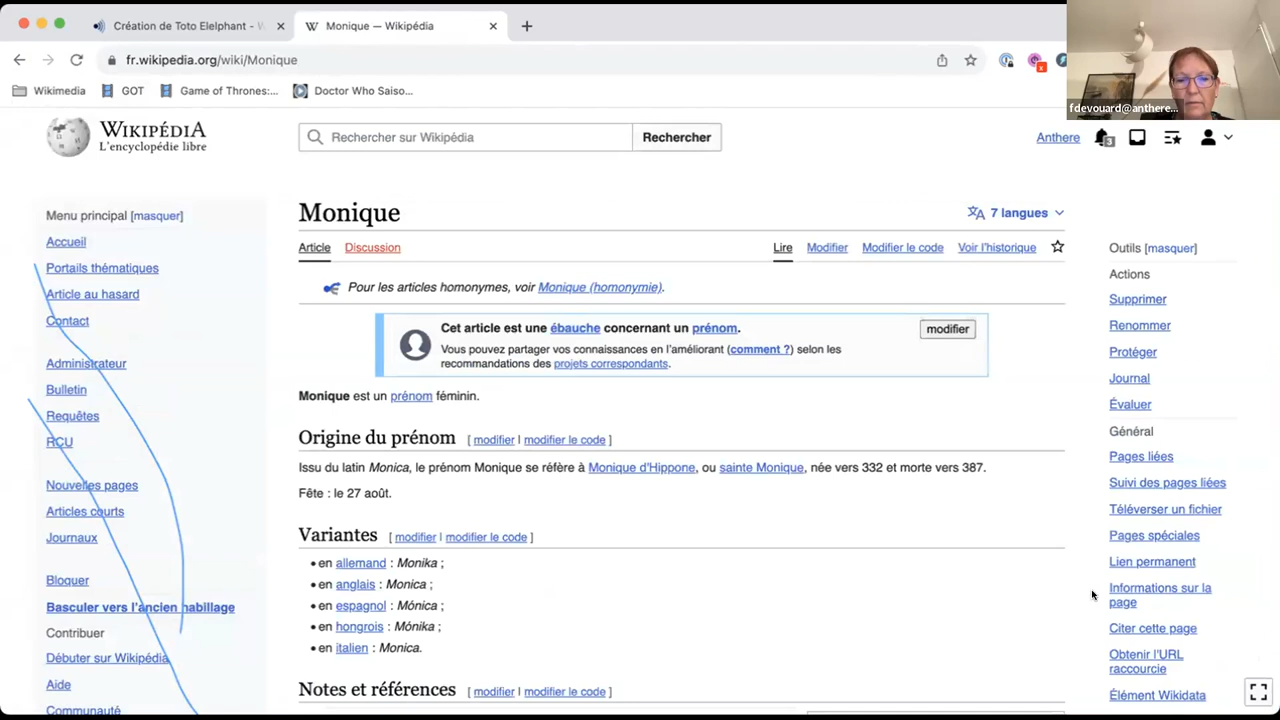 Création de Toto Elelphant - W
Monique — Wikipédia
fr.wikipedia.org/wiki/Monique
Wikimedia
GOT
Game of Thrones:...
Doctor Who Saiso...
fdevouard@anthere...
WIKIPÉDIA
L'encyclopédie libre
Rechercher sur Wikipédia
Rechercher
Anthere
3
Menu principal [masquer]
Accueil
Portails thématiques
Article au hasard
Contact
Administrateur
Bulletin
Requêtes
RCU
Nouvelles pages
Articles courts
Journaux
Bloquer
Basculer vers l'ancien habillage
Contribuer
Débuter sur Wikipédia
Aide
Communauté
Monique
7 langues
Article
Discussion
Lire
Modifier
Modifier le code
Voir l'historique
Pour les articles homonymes, voir Monique (homonymie).
Cet article est une ébauche concernant un prénom.
modifier
Vous pouvez partager vos connaissances en l'améliorant (comment ?) selon les
recommandations des projets correspondants.
Monique est un prénom féminin.
Origine du prénom [ modifier | modifier le code ]
Issu du latin Monica, le prénom Monique se réfère à Monique d'Hippone, ou sainte Monique, née vers 332 et morte vers 387.
Fête : le 27 août.
Variantes [ modifier | modifier le code ]
• en allemand : Monika ;
• en anglais : Monica ;
• en espagnol : Mónica ;
• en hongrois : Mónika ;
• en italien : Monica.
Notes et références [ modifier | modifier le code ]
Outils [masquer]
Actions
Supprimer
Renommer
Protéger
Journal
Évaluer
Général
Pages liées
Suivi des pages liées
Téléverser un fichier
Pages spéciales
Lien permanent
Informations sur la
page
Citer cette page
Obtenir l'URL
raccourcie
Élément Wikidata